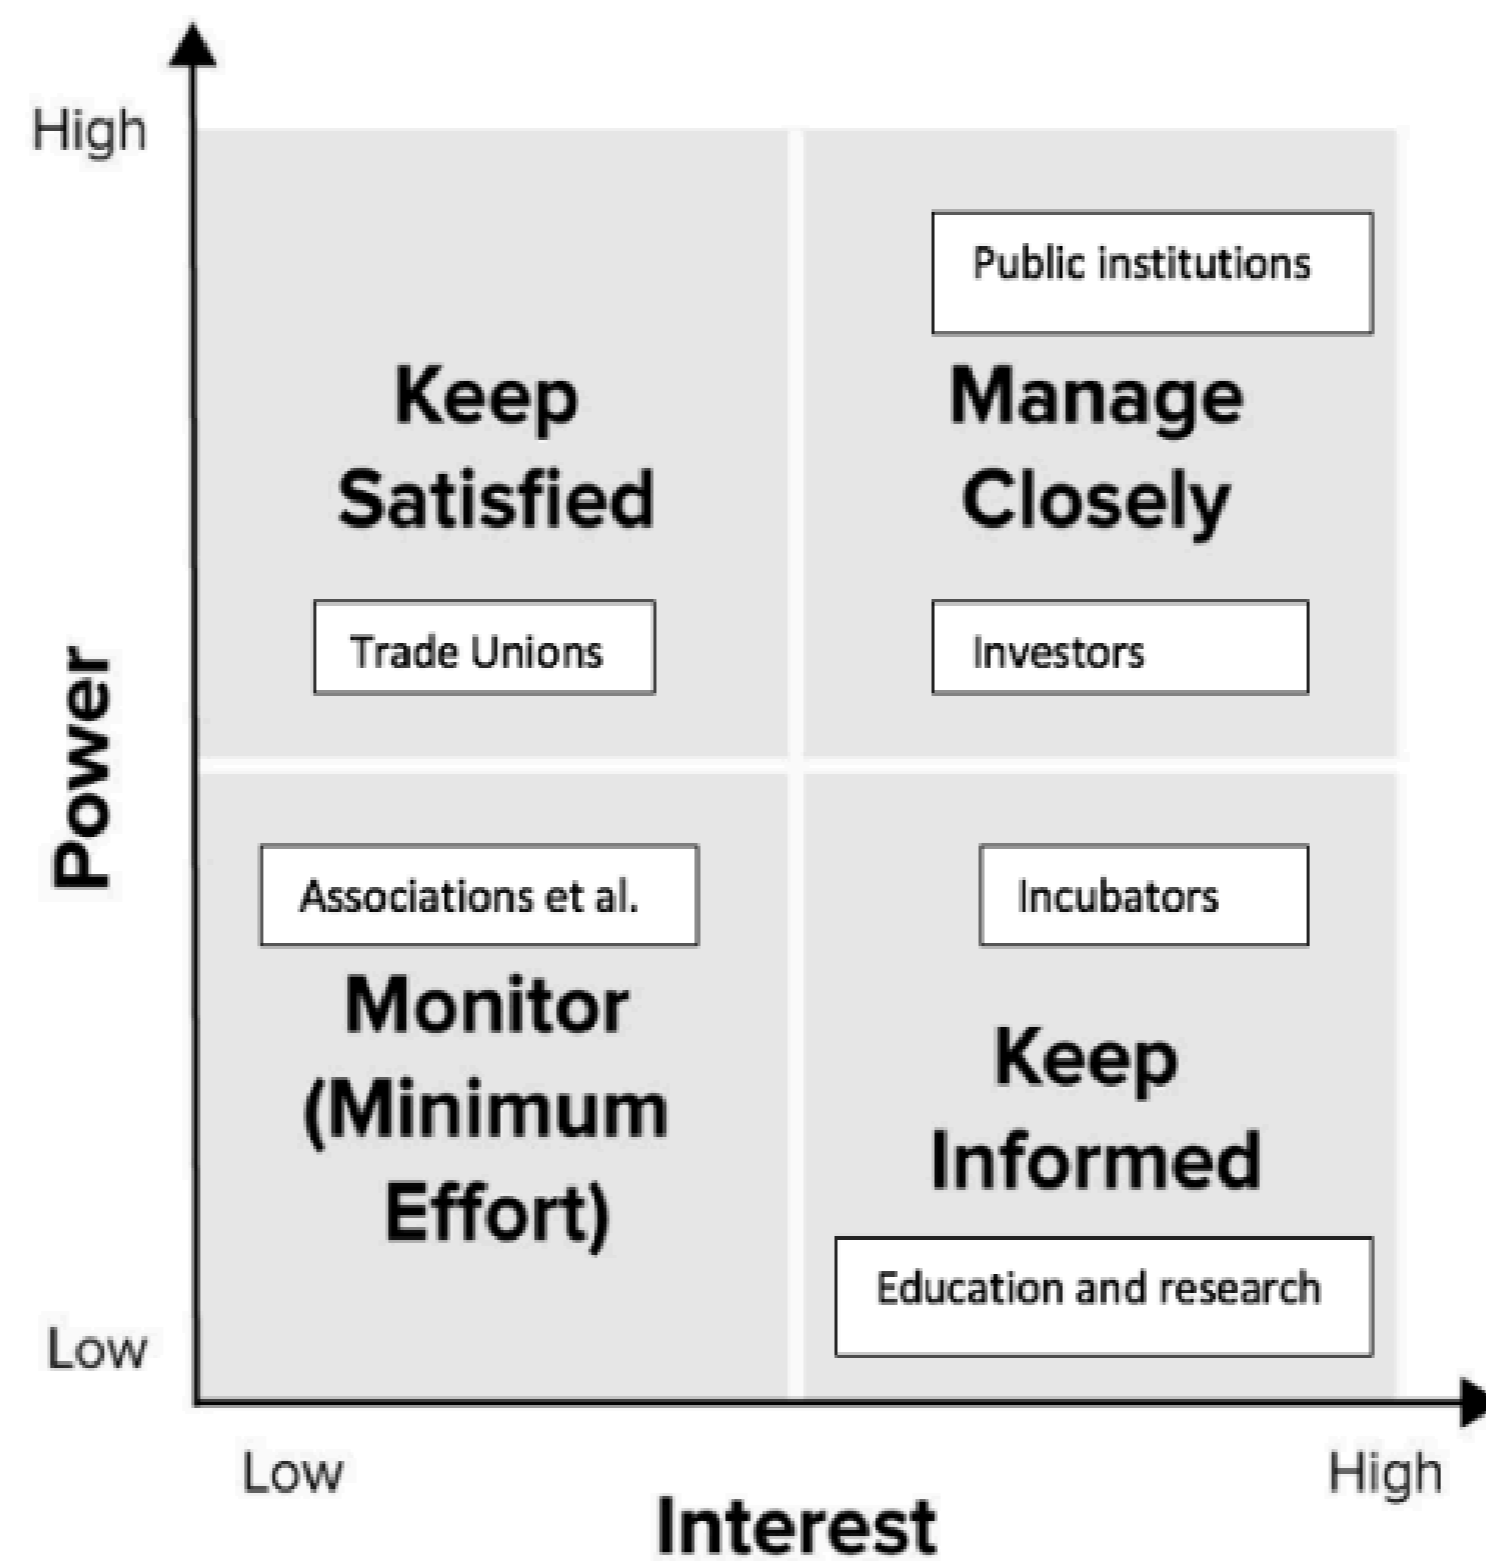 High
Public institutions
Keep
Satisfied
Manage
Closely
Trade Unions
Investors
Power
Associations et al.
Incubators
Monitor
(Minimum
Effort)
Keep
Informed
Education and research
Low
Low
High
Interest